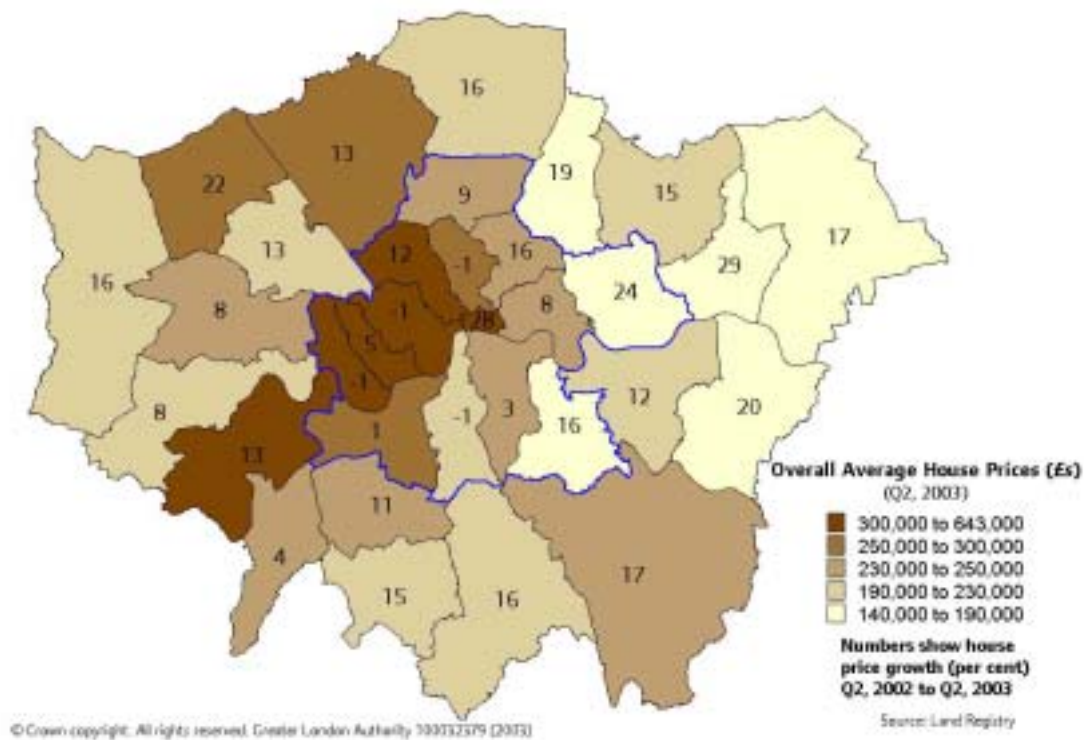 16
13
22
19
15
9
17
13
12
-1
16
29
16
8
24
-1
8
5
-1
8
-1
3
16
12
20
1
13
11
4
17
15
16
Overall Average House Prices (£s)
(Q2, 2003)
300,000 to 643,000
250,000 to 300,000
230,000 to 250,000
190,000 to 230,000
140,000 to 190,000
Numbers show house
price growth (per cent)
Q2, 2002 to Q2, 2003
Source: Land Registry
© Crown copyright. All rights reserved. Greater London Authority 100032379 (2003)